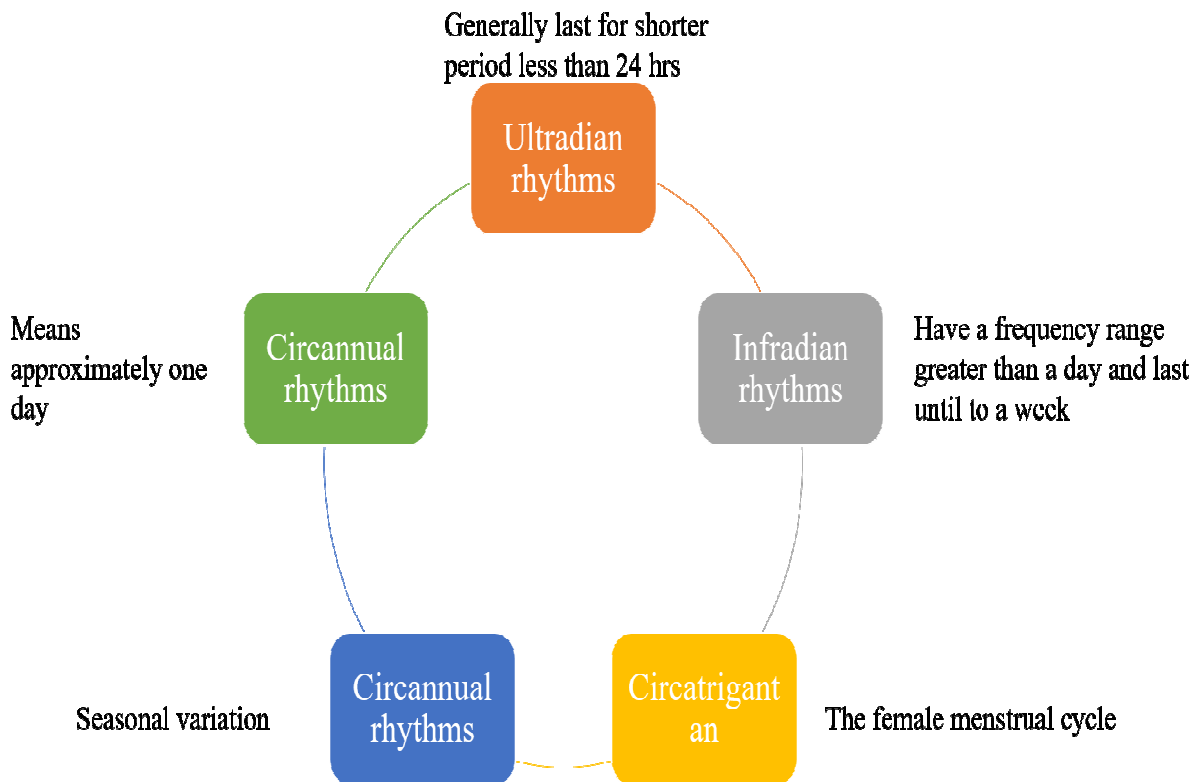 Generally last for shorter
period less than 24 hrs
Ultradian
rhythms
Circannual
rhythms
Means
approximately one
day
Infradian
rhythms
Have a frequency range
greater than a day and last
until to a week
Circannual
rhythms
Seasonal variation
Circatrigant
an
The female menstrual cycle